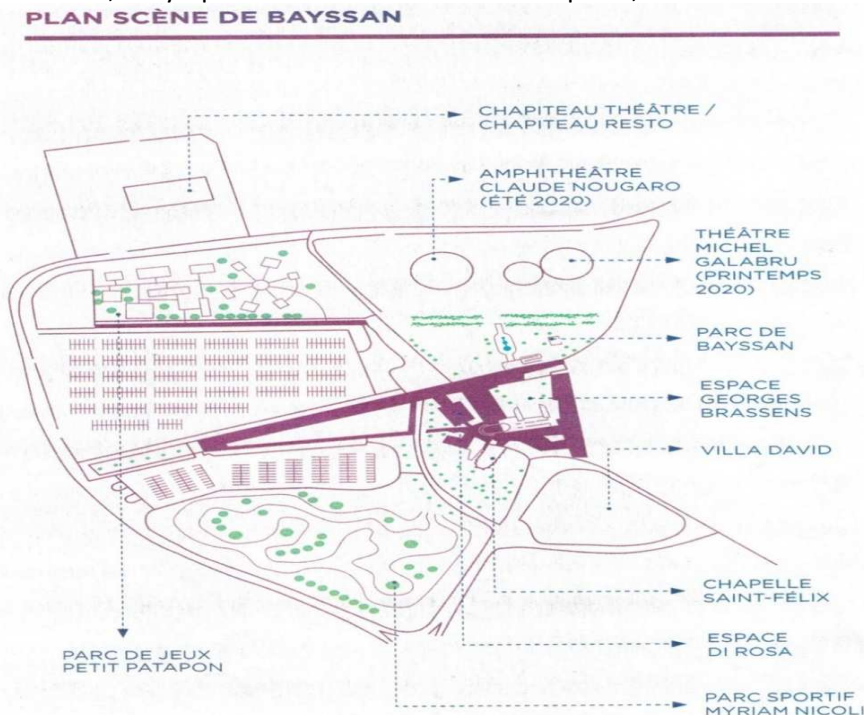 PLAN SCÈNE DE BAYSSAN
CHAPITEAU THÉÂTRE /
CHAPITEAU RESTO
AMPHITHÉÂTRE
CLAUDE NOUGARO
(ÉTÉ 2020)
THÉÂTRE
MICHEL
GALABRU
(PRINTEMPS
2020)
PARC DE
BAYSSAN
ESPACE
GEORGES
BRASSENS
VILLA DAVID
CHAPELLE
SAINT-FÉLIX
ESPACE
DI ROSA
PARC DE JEUX
PETIT PATAPON
PARC SPORTIF
MYRIAM NICOLI